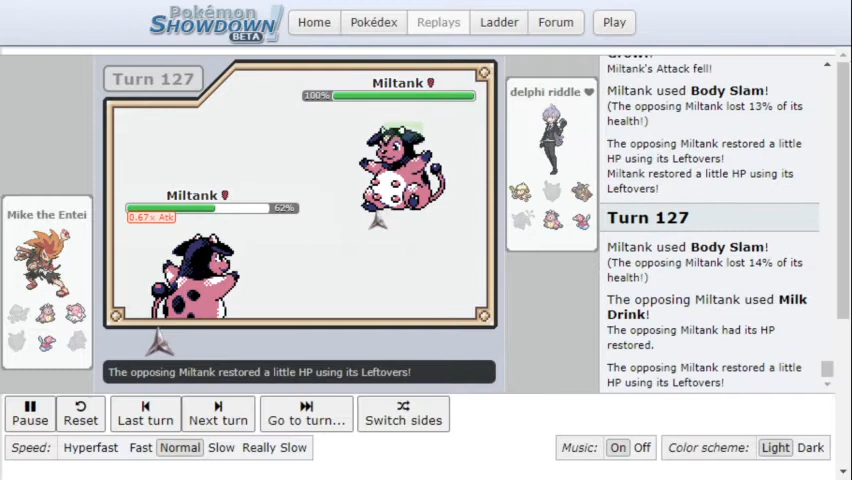 Pokémon
SHOWDOWN!
BETA
Home
Pokédex
Replays
Ladder
Forum
Play
Turn 127
Miltank
100%
Miltank
62%
0.67× Atk
Mike the Entei
delphi riddle
Miltank's Attack fell!
Miltank used Body Slam!
(The opposing Miltank lost 13% of its
health!)
The opposing Miltank restored a little
HP using its Leftovers!
Miltank restored a little HP using its
Leftovers!
Turn 127
Miltank used Body Slam!
(The opposing Miltank lost 14% of its
health!)
The opposing Miltank used Milk
Drink!
The opposing Miltank had its HP
restored.
The opposing Miltank restored a little
HP using its Leftovers!
The opposing Miltank restored a little HP using its Leftovers!
Pause
Reset
Last turn
Next turn
Go to turn...
Switch sides
Speed: Hyperfast Fast Normal Slow Really Slow
Music: On Off
Color scheme: Light Dark